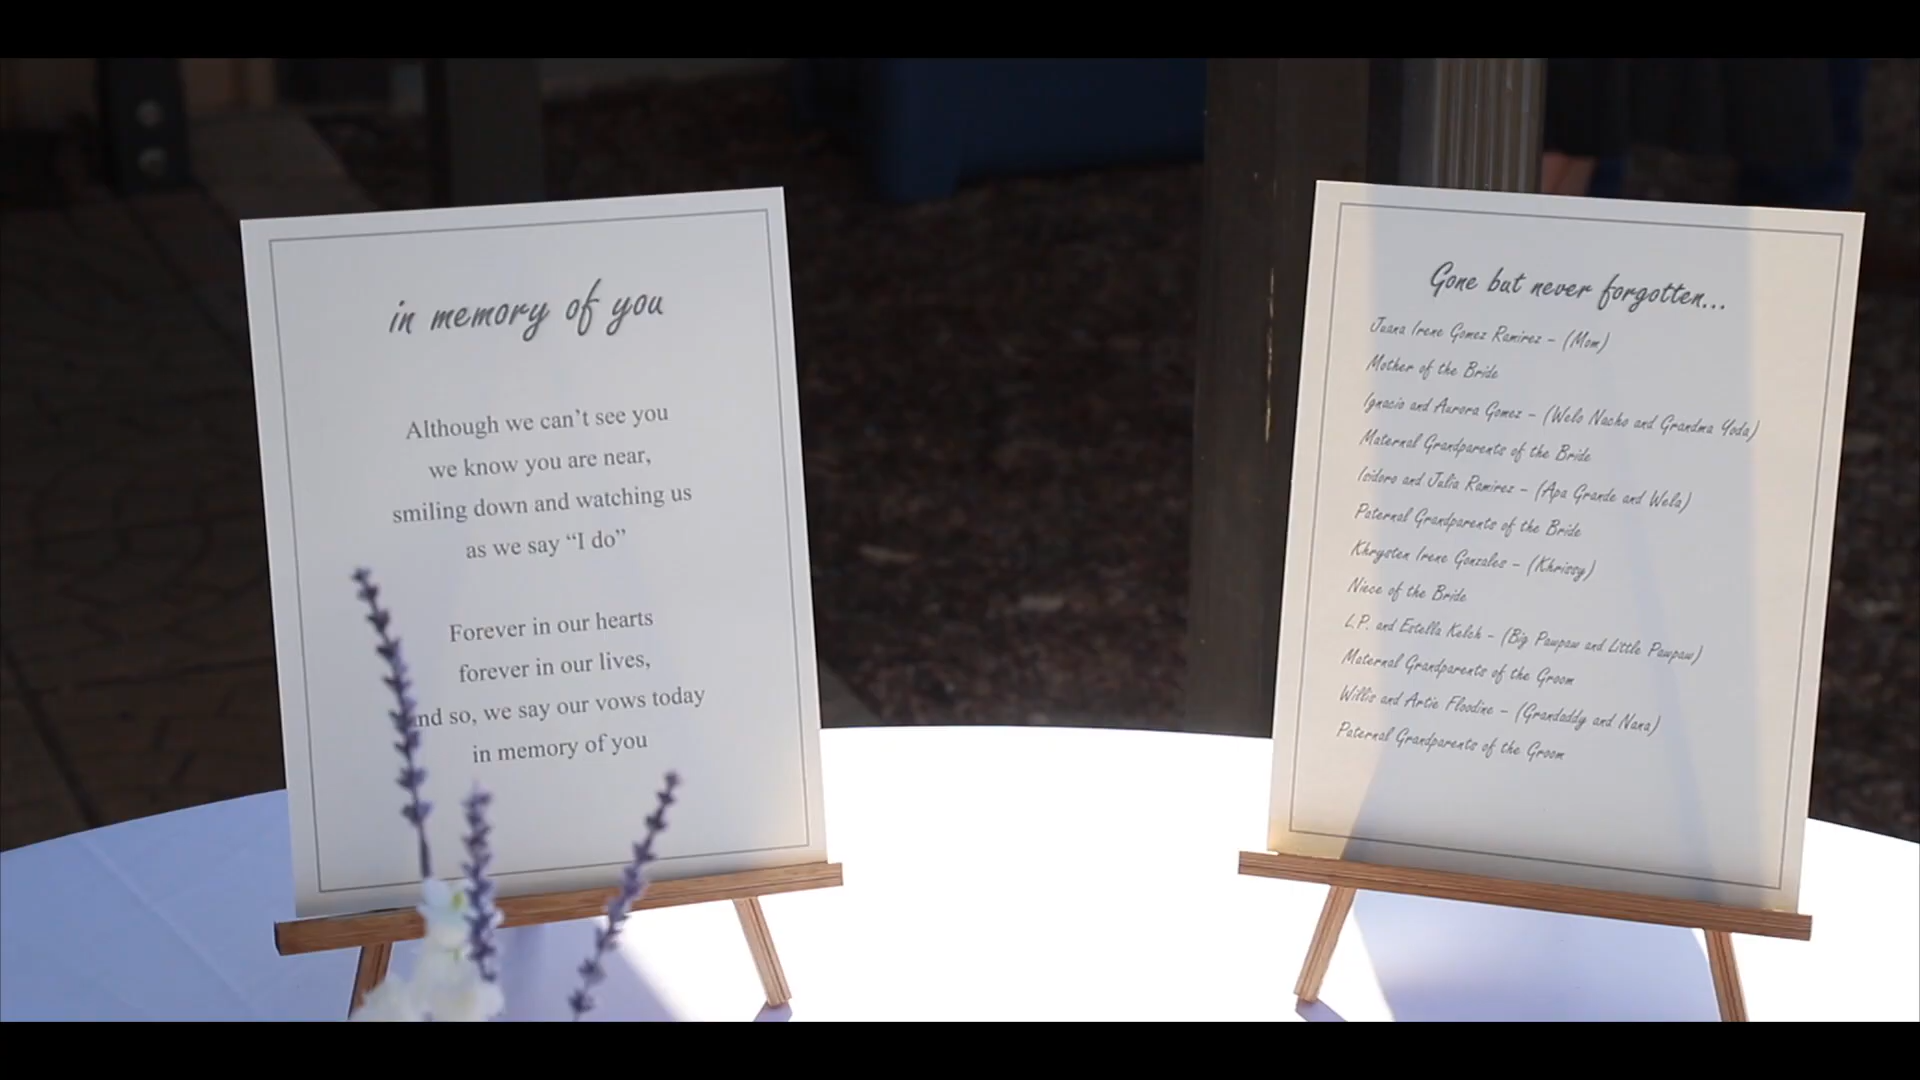 in memory of you
Although we can't see you
we know you are near,
smiling down and watching us
as we say “I do”
Forever in our hearts
forever in our lives,
and so, we say our vows today
in memory of you
Gone but never forgotten...
Juana Irene Gomez Ramirez - (Mom)
Mother of the Bride
Ignacio and Aurora Gomez - (Welo Nacho and Grandma Yoda)
Maternal Grandparents of the Bride
Isidoro and Julia Ramirez - (Apa Grande and Wela)
Paternal Grandparents of the Bride
Khrysten Irene Gonzales - (Khrissy)
Niece of the Bride
L.P. and Estella Kelch - (Big Pawpaw and Little Pawpaw)
Maternal Grandparents of the Groom
Willis and Artie Floodine - (Grandaddy and Nana)
Paternal Grandparents of the Groom